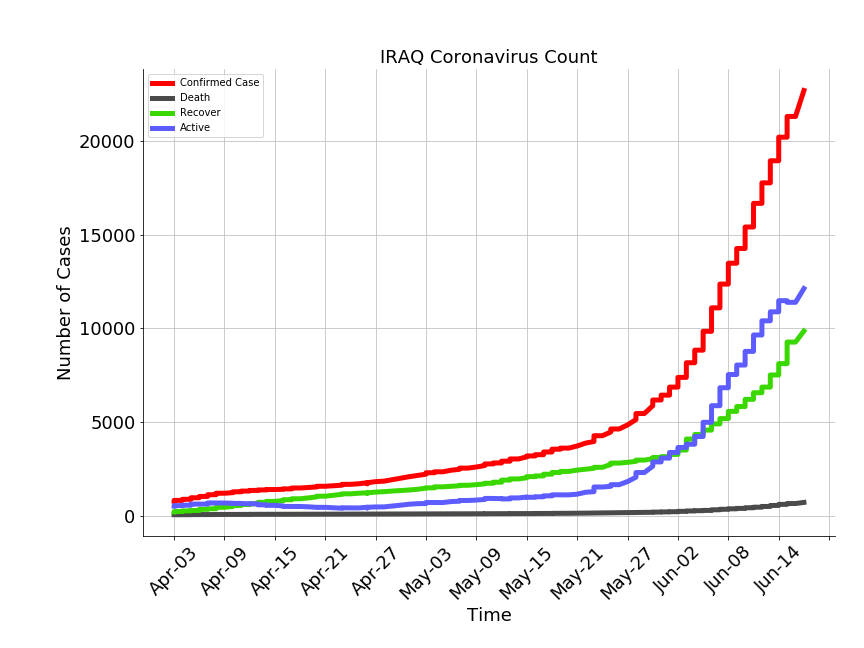 IRAQ Coronavirus Count
Confirmed Case
Death
Recover
Active
20000
15000
10000
5000
0
Number of Cases
Apr-03
Apr-09
Apr-15
Apr-21
Apr-27
May-03
May-09
May-15
May-21
May-27
Jun-02
Jun-08
Jun-14
Time